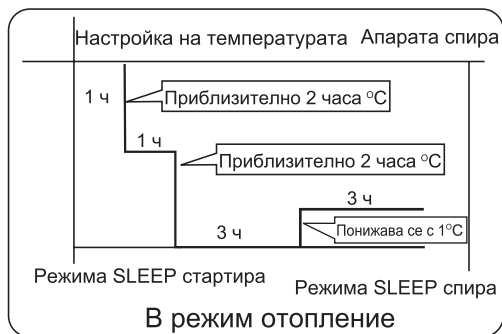 Настройка на температурата Апарата спира
1 ч
Приблизително 2 часа °C
1 ч
Приблизително 2 часа °C
3 ч
3 ч
Понижава се с 1°C
Режима SLEEP стартира
Режима SLEEP спира
В режим отопление